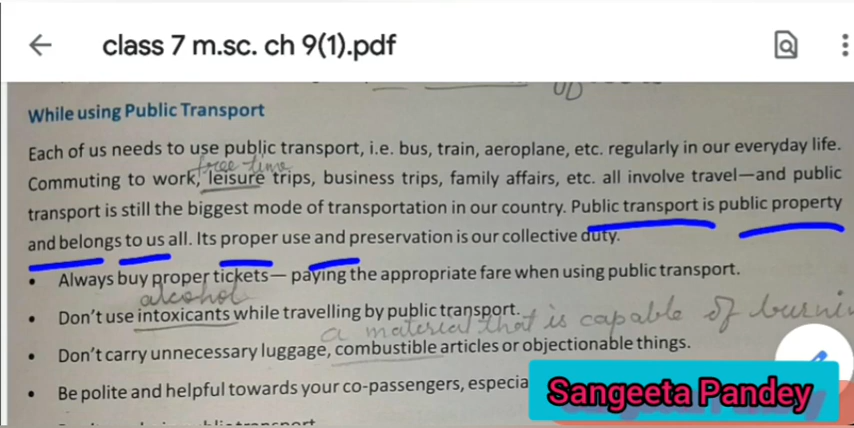 class 7 m.sc. ch 9(1).pdf
While using Public Transport
Each of us needs to use public transport, i.e. bus, train, aeroplane, etc. regularly in our everyday life.
free time
Commuting to work, leisure trips, business trips, family affairs, etc. all involve travel—and public
transport is still the biggest mode of transportation in our country. Public transport is public property
and belongs to us all. Its proper use and preservation is our collective duty.
• Always buy proper tickets— paying the appropriate fare when using public transport.
alcohol
• Don't use intoxicants while travelling by public transport.
a material that is capable of
• Don't carry unnecessary luggage, combustible articles or objectionable things.
• Be polite and helpful towards your co-passengers,
Sangeeta Pandey